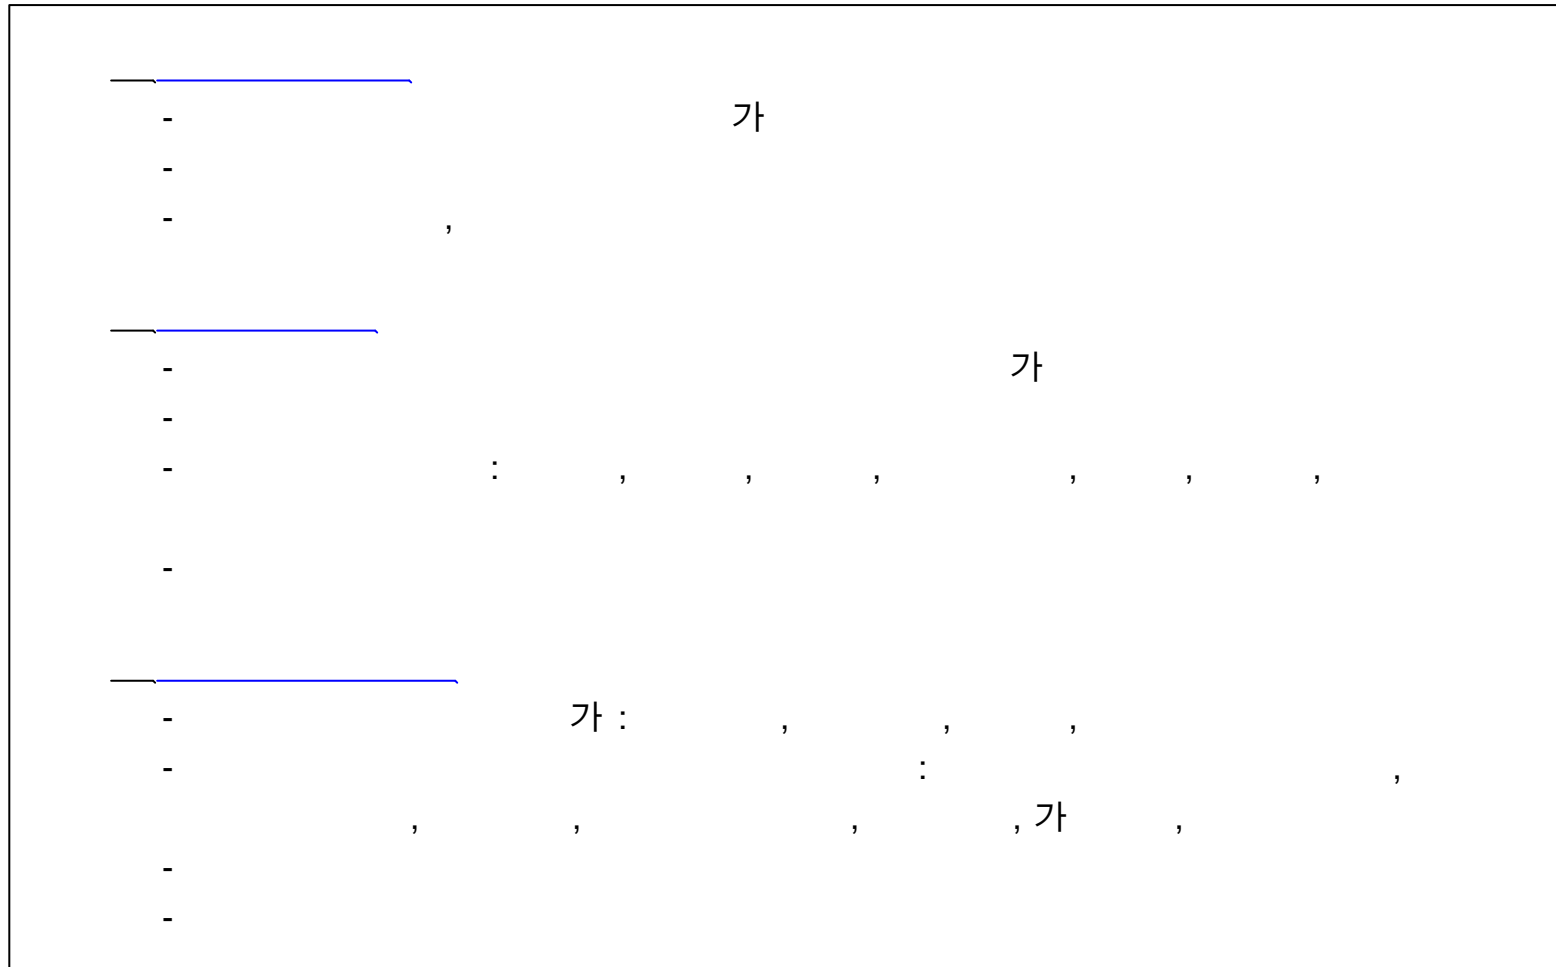 - 가
-
- ,
- 가
-
- : , , , , , ,
-
- 가 : , , ,
- : ,
, , , , 가 ,
-
-